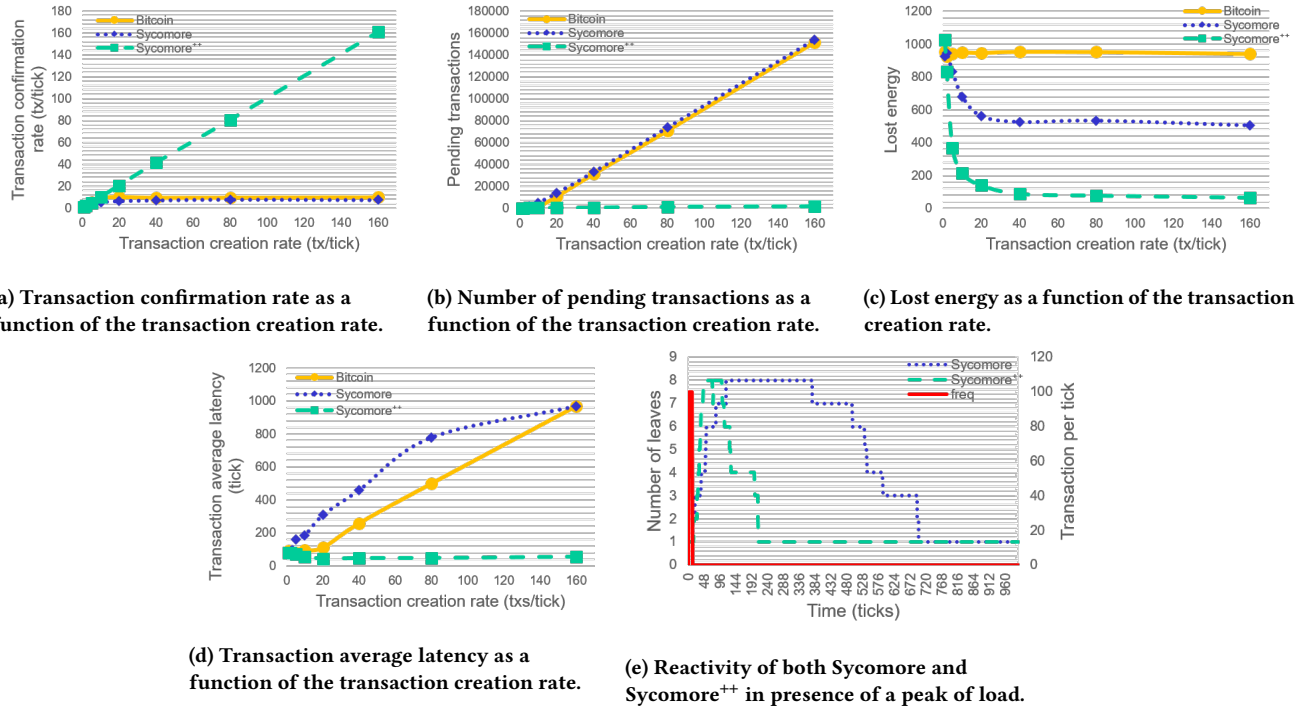 180
160
140
120
100
80
60
40
20
0
Transaction confirmation
rate (tx/tick)
Bitcoin
Sycomore
Sycomore++
0 20 40 60 80 100 120 140 160
Transaction creation rate (tx/tick)
a) Transaction confirmation rate as a
function of the transaction creation rate.
180000
160000
140000
120000
100000
80000
60000
40000
20000
0
Pending transactions
Bitcoin
Sycomore
Sycomore++
0 20 40 60 80 100 120 140 160
Transaction creation rate (tx/tick)
(b) Number of pending transactions as a
function of the transaction creation rate.
1200
1000
800
600
400
200
0
Lost energy
Bitcoin
Sycomore
Sycomore++
0 20 40 60 80 100 120 140 160
Transaction creation rate (tx/tick)
(c) Lost energy as a function of the transaction
creation rate.
1200
1000
800
600
400
200
0
Transaction average latency
(tick)
Bitcoin
Sycomore
Sycomore++
0 20 40 60 80 100 120 140 160
Transaction creation rate (txs/tick)
(d) Transaction average latency as a
function of the transaction creation rate.
9
8
7
6
5
4
3
2
1
0
Number of leaves
Sycomore
Sycomore++
freq
120
100
80
60
40
20
0
Transaction per tick
0 48 96 144 192 240 288 336 384 432 480 528 576 624 672 720 768 816 864 912 960
Time (ticks)
(e) Reactivity of both Sycomore and
Sycomore++ in presence of a peak of load.